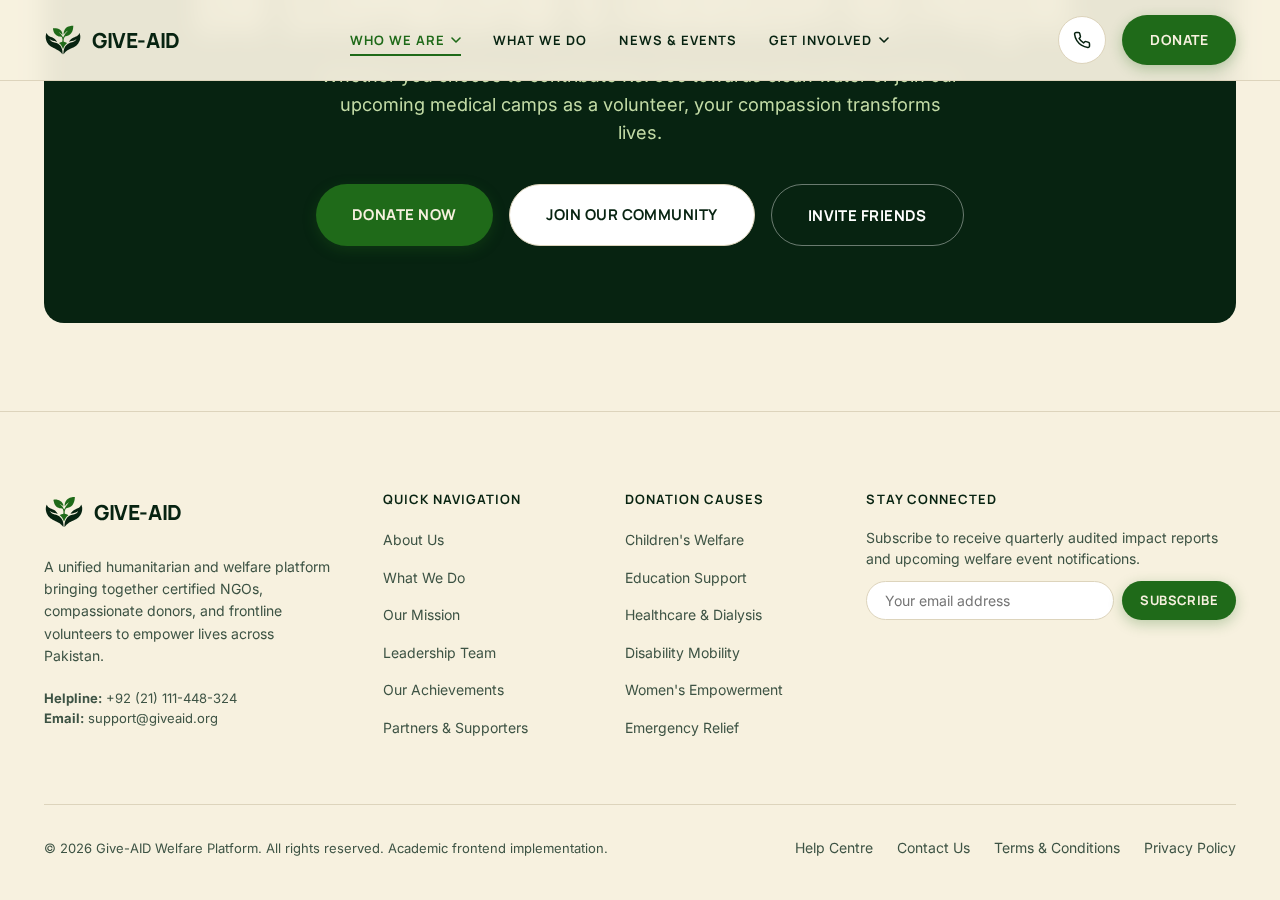 GIVE-AID
WHO WE ARE
WHAT WE DO
NEWS & EVENTS
GET INVOLVED
DONATE
upcoming medical camps as a volunteer, your compassion transforms
lives.
DONATE NOW
JOIN OUR COMMUNITY
INVITE FRIENDS
GIVE-AID
A unified humanitarian and welfare platform
bringing together certified NGOs,
compassionate donors, and frontline
volunteers to empower lives across
Pakistan.
Helpline: +92 (21) 111-448-324
Email: support@giveaid.org
QUICK NAVIGATION
About Us
What We Do
Our Mission
Leadership Team
Our Achievements
Partners & Supporters
DONATION CAUSES
Children's Welfare
Education Support
Healthcare & Dialysis
Disability Mobility
Women's Empowerment
Emergency Relief
STAY CONNECTED
Subscribe to receive quarterly audited impact reports
and upcoming welfare event notifications.
Your email address
SUBSCRIBE
© 2026 Give-AID Welfare Platform. All rights reserved. Academic frontend implementation.
Help Centre
Contact Us
Terms & Conditions
Privacy Policy